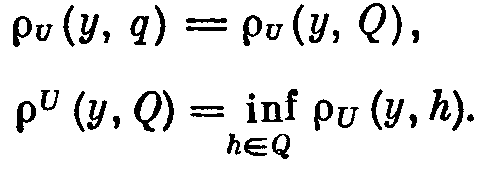 ρ_U (y, q) = ρ_U (y, Q),
ρ^U (y, Q) = inf_{h∈Q} ρ_U (y, h).